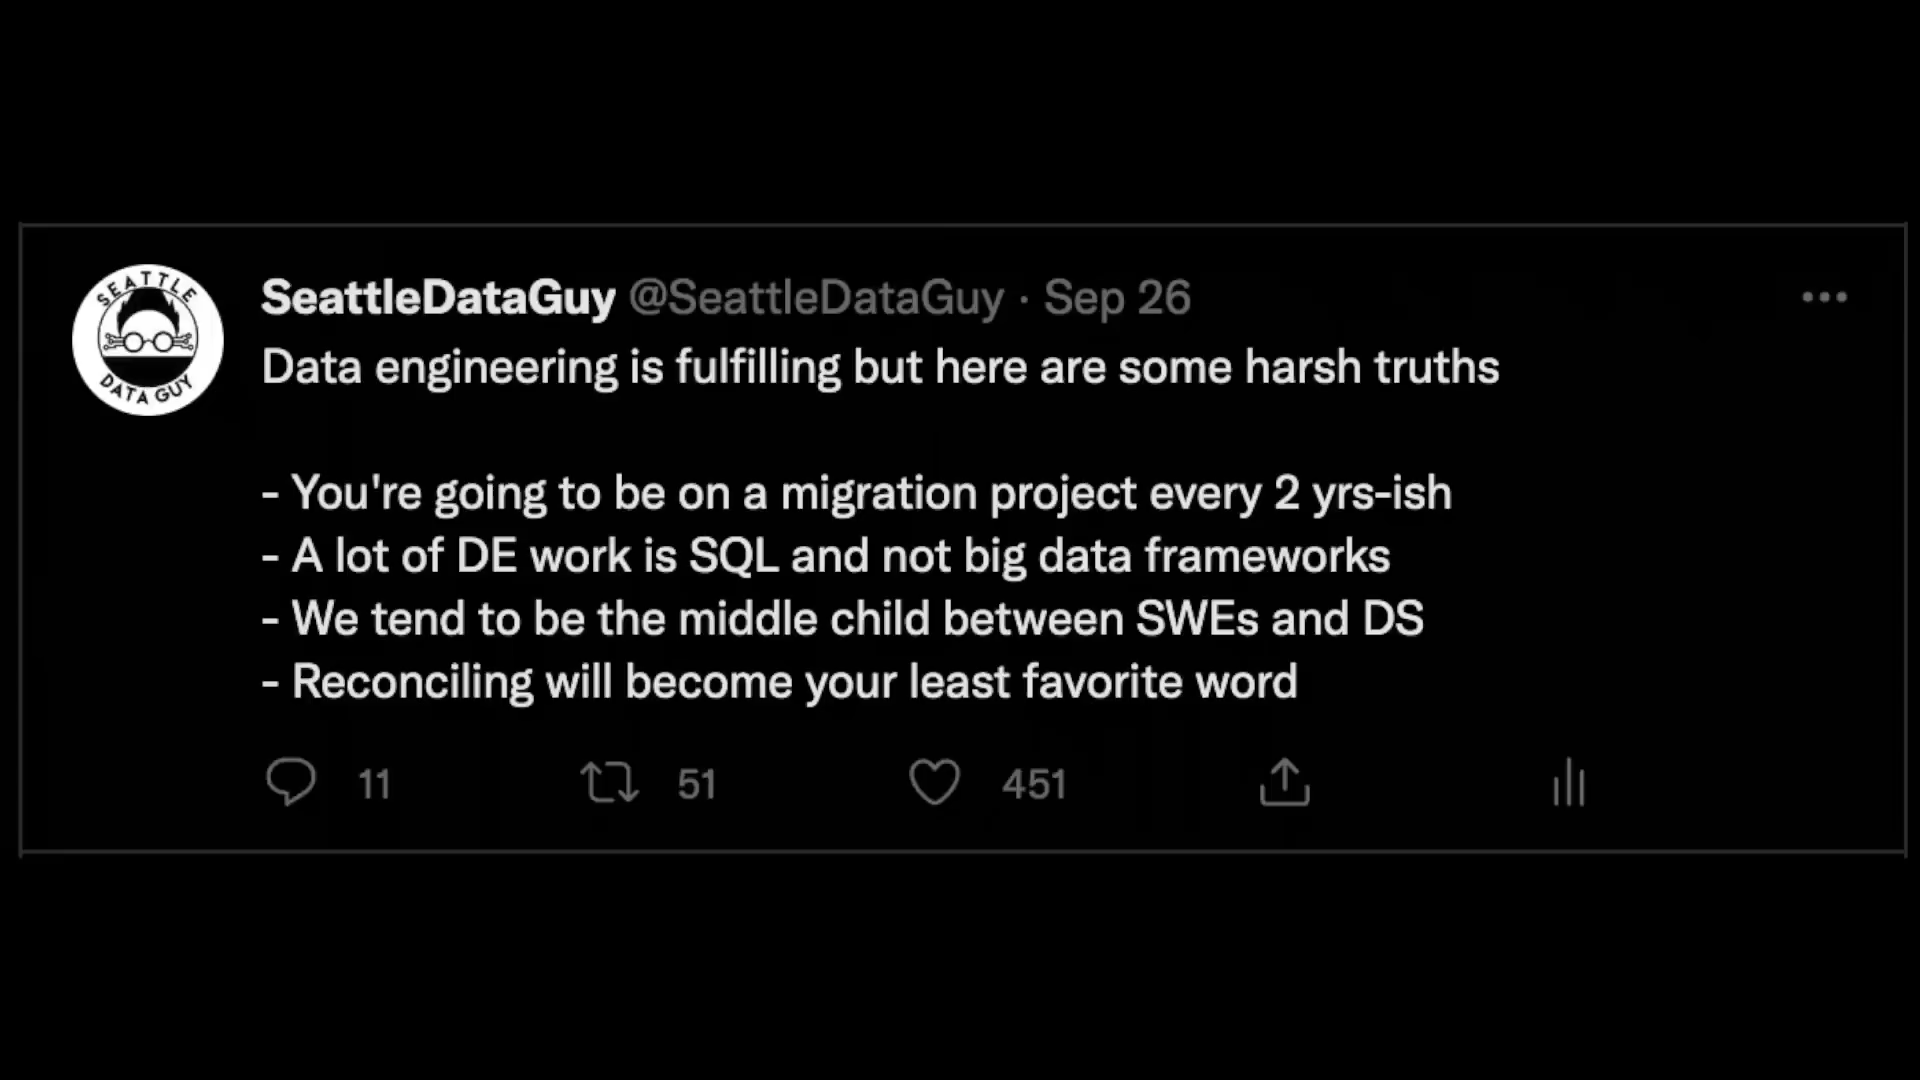 SEATTLE
DATA GUY
SeattleDataGuy @SeattleDataGuy · Sep 26
Data engineering is fulfilling but here are some harsh truths
- You're going to be on a migration project every 2 yrs-ish
- A lot of DE work is SQL and not big data frameworks
- We tend to be the middle child between SWEs and DS
- Reconciling will become your least favorite word
11 51 451